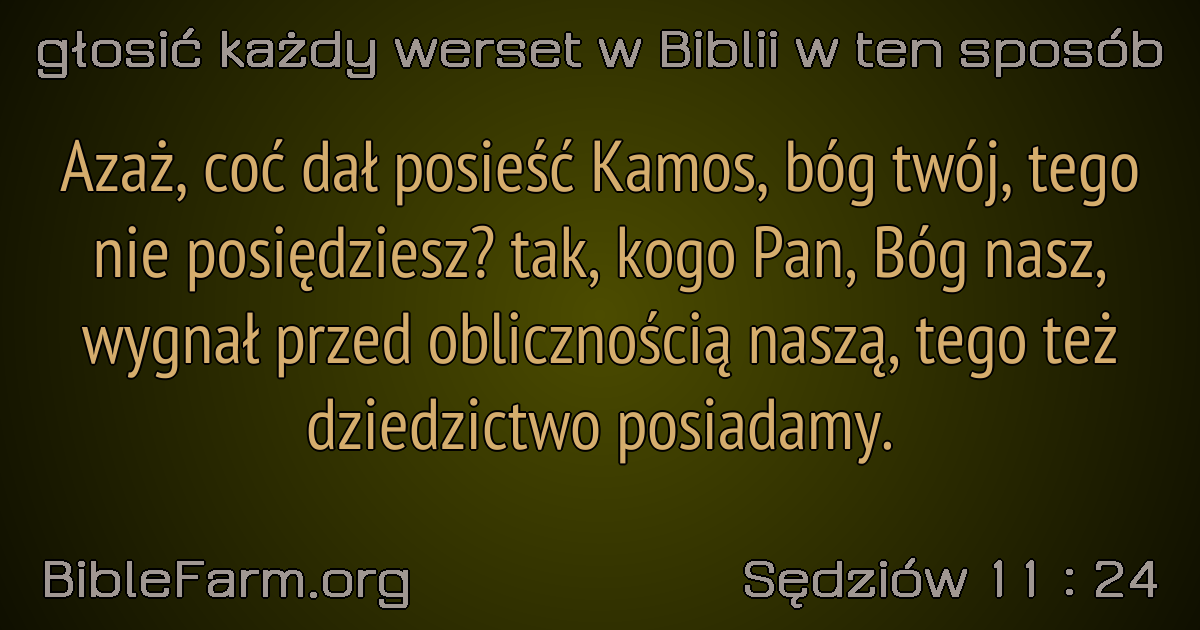 głosić każdy werset w Biblii w ten sposób
Azaż, coć dał posieść Kamos, bóg twój, tego
nie posiędziesz? tak, kogo Pan, Bóg nasz,
wygnał przed oblicznością naszą, tego też
dziedzictwo posiadamy.
BibleFarm.org
Sędziów 11 : 24